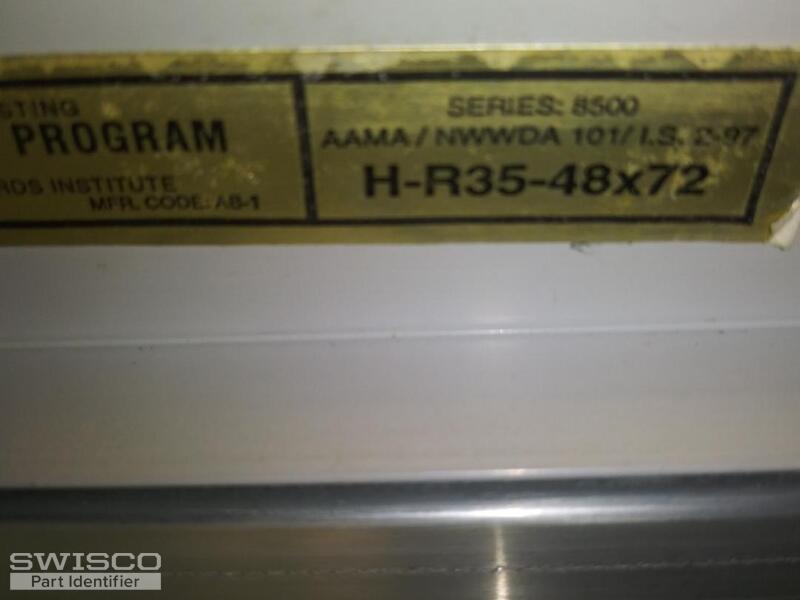 STING
PROGRAM
RDS INSTITUTE
MFR. CODE: AB-1
SERIES: 8500
AAMA / NWWDA 101/ I.S. 2-97
H-R35-48x72
SWISCO
Part Identifier